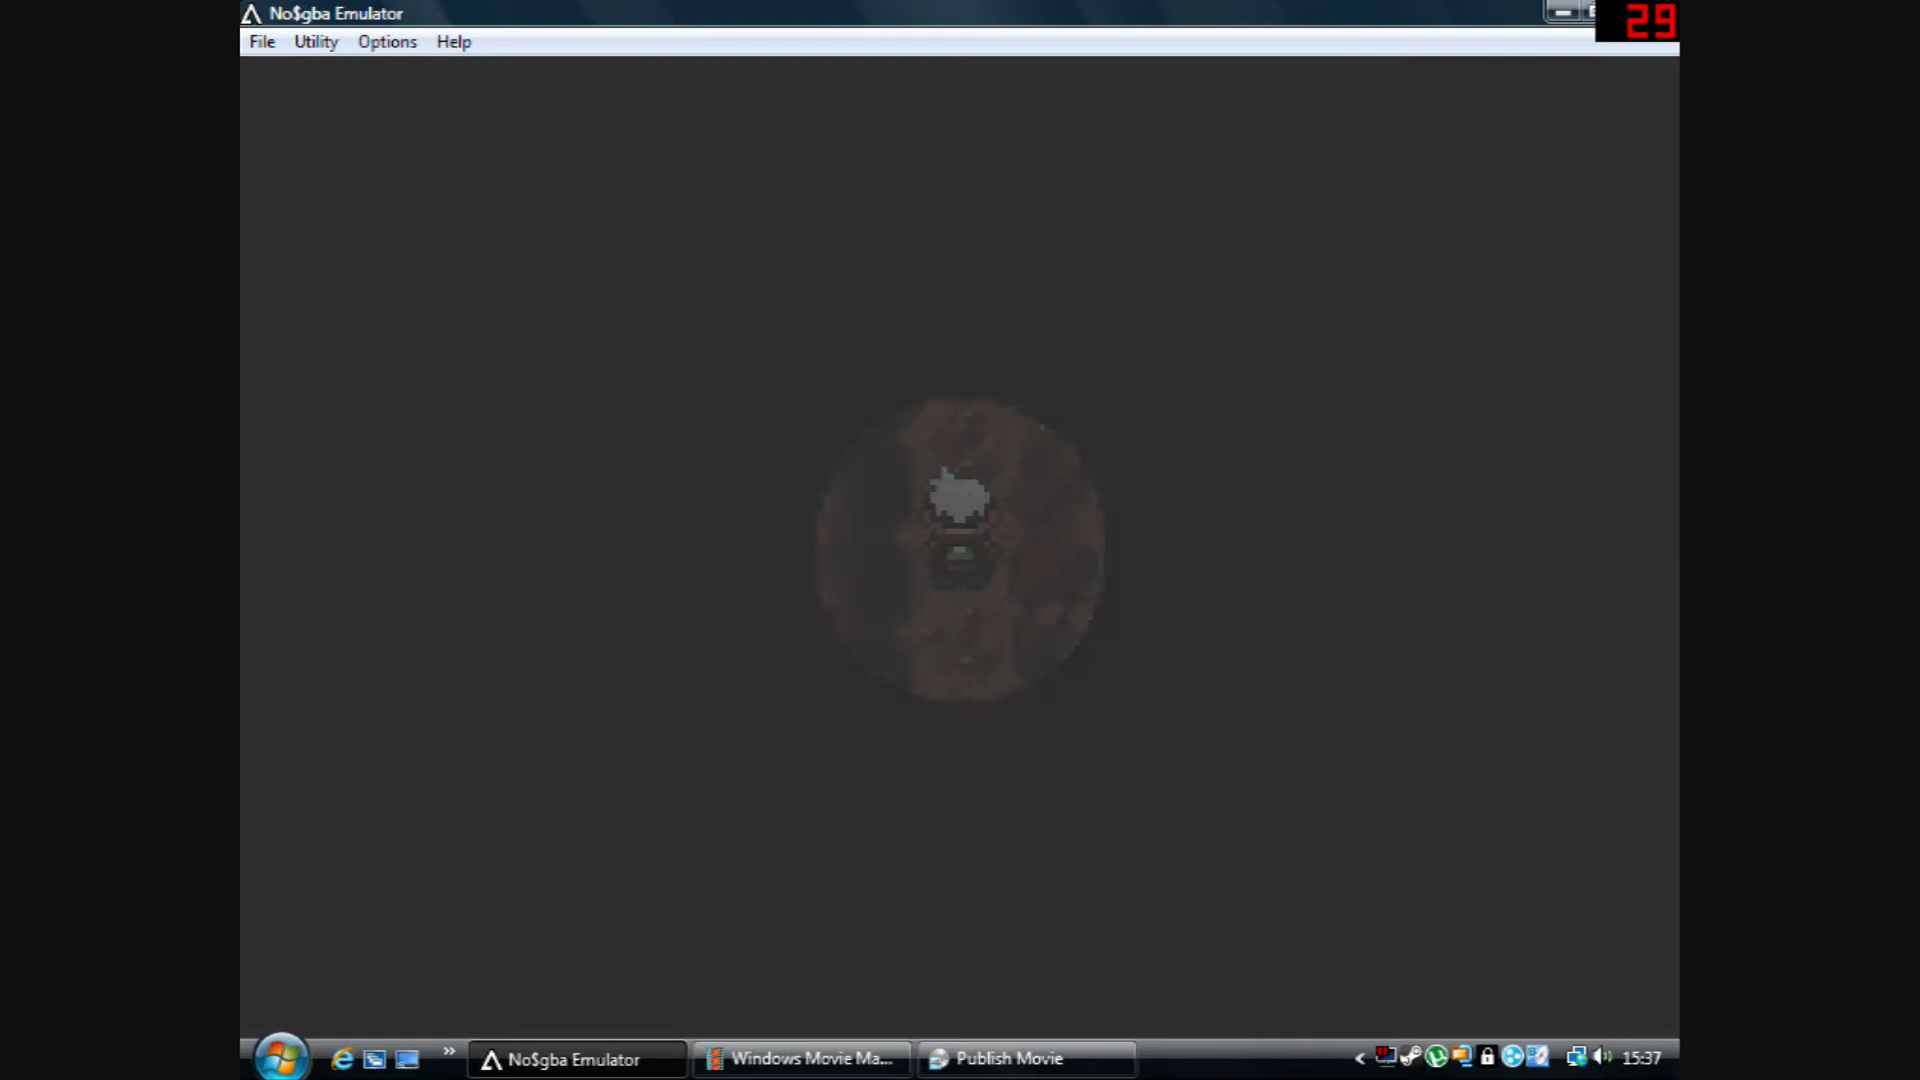 No$gba Emulator
29
File Utility Options Help
No$gba Emulator
Windows Movie Ma...
Publish Movie
15:37